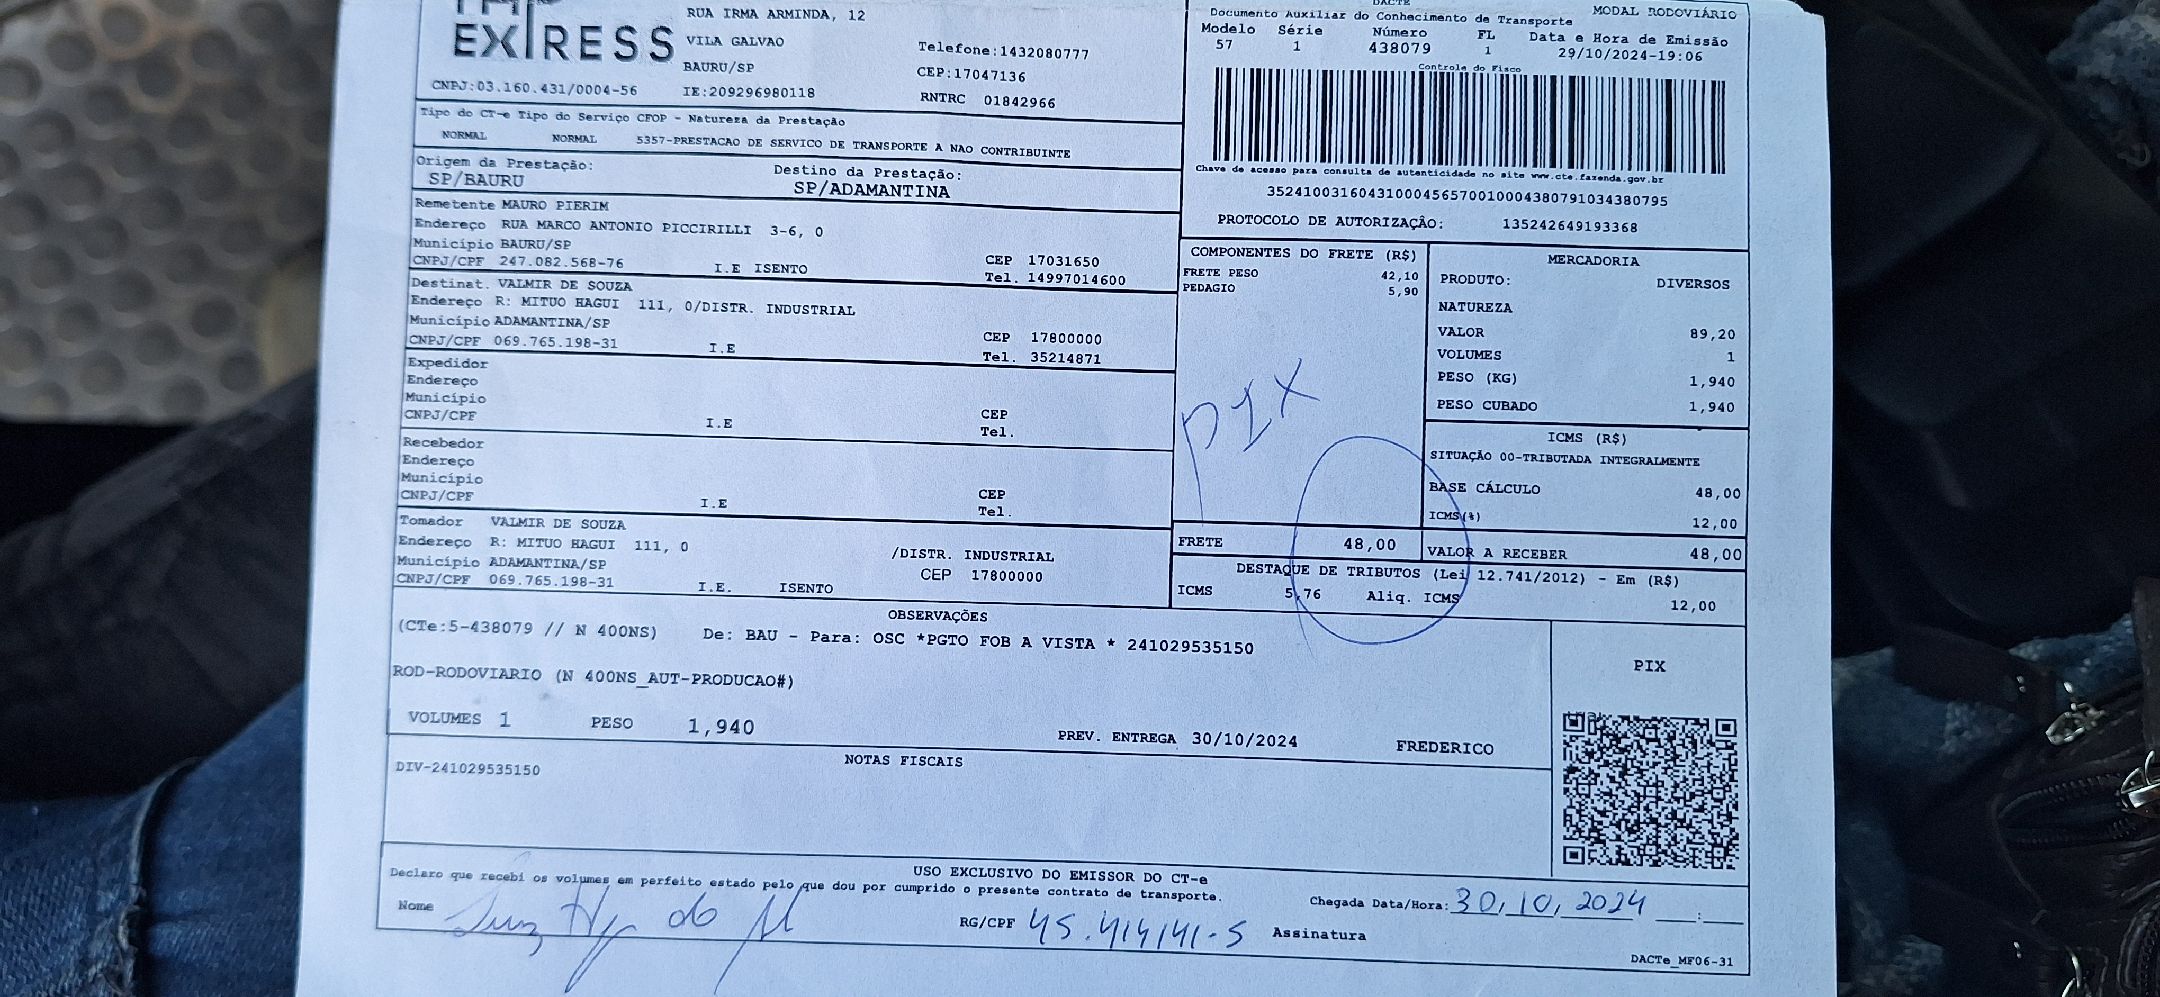 EXPRESS
RUA IRMA ARMINDA, 12
VILA GALVAO
BAURU/SP
Telefone:1432080777
CEP:17047136
CNPJ:03.160.431/0004-56 IE:209296980118 RNTRC 01842966
DACTE
Documento Auxiliar do Conhecimento de Transporte MODAL RODOVIÁRIO
Modelo Série Número FL Data e Hora de Emissão
57 1 438079 1 29/10/2024-19:06
Controle do Fisco
Chave de acesso para consulta de autenticidade no site www.cte.fazenda.gov.br
35241003160431000456570010004380791034380795
PROTOCOLO DE AUTORIZAÇÃO: 135242649193368
Tipo do CT-e Tipo do Serviço CFOP - Natureza da Prestação
NORMAL NORMAL 5357-PRESTACAO DE SERVICO DE TRANSPORTE A NAO CONTRIBUINTE
Origem da Prestação: Destino da Prestação:
SP/BAURU SP/ADAMANTINA
Remetente MAURO PIERIM
Endereço RUA MARCO ANTONIO PICCIRILLI 3-6, 0
Município BAURU/SP CEP 17031650
CNPJ/CPF 247.082.568-76 I.E ISENTO Tel. 14997014600
Destinat. VALMIR DE SOUZA
Endereço R: MITUO HAGUI 111, 0/DISTR. INDUSTRIAL
Município ADAMANTINA/SP CEP 17800000
CNPJ/CPF 069.765.198-31 I.E Tel. 35214871
Expedidor
Endereço
Município CEP
CNPJ/CPF I.E Tel.
Recebedor
Endereço
Município CEP
CNPJ/CPF I.E Tel.
Tomador VALMIR DE SOUZA
Endereço R: MITUO HAGUI 111, 0 /DISTR. INDUSTRIAL
Município ADAMANTINA/SP CEP 17800000
CNPJ/CPF 069.765.198-31 I.E. ISENTO
COMPONENTES DO FRETE (R$)
FRETE PESO 42,10
PEDAGIO 5,90
PIX
FRETE 48,00
MERCADORIA
PRODUTO: DIVERSOS
NATUREZA
VALOR 89,20
VOLUMES 1
PESO (KG) 1,940
PESO CUBADO 1,940
ICMS (R$)
SITUAÇÃO 00-TRIBUTADA INTEGRALMENTE
BASE CÁLCULO 48,00
ICMS(%) 12,00
VALOR A RECEBER 48,00
DESTAQUE DE TRIBUTOS (Lei 12.741/2012) - Em (R$)
ICMS 5,76 Aliq. ICMS 12,00
OBSERVAÇÕES
(CTe:5-438079 // N 400NS) De: BAU - Para: OSC *PGTO FOB A VISTA * 241029535150
ROD-RODOVIARIO (N 400NS_AUT-PRODUCAO#)
VOLUMES 1 PESO 1,940 PREV. ENTREGA 30/10/2024 FREDERICO
PIX
NOTAS FISCAIS
DIV-241029535150
USO EXCLUSIVO DO EMISSOR DO CT-e
Declaro que recebi os volumes em perfeito estado pelo que dou por cumprido o presente contrato de transporte.
Nome RG/CPF 45.414141-5 Assinatura
Chegada Data/Hora: 30,10,2024 __:__
DACTe_MF06-31